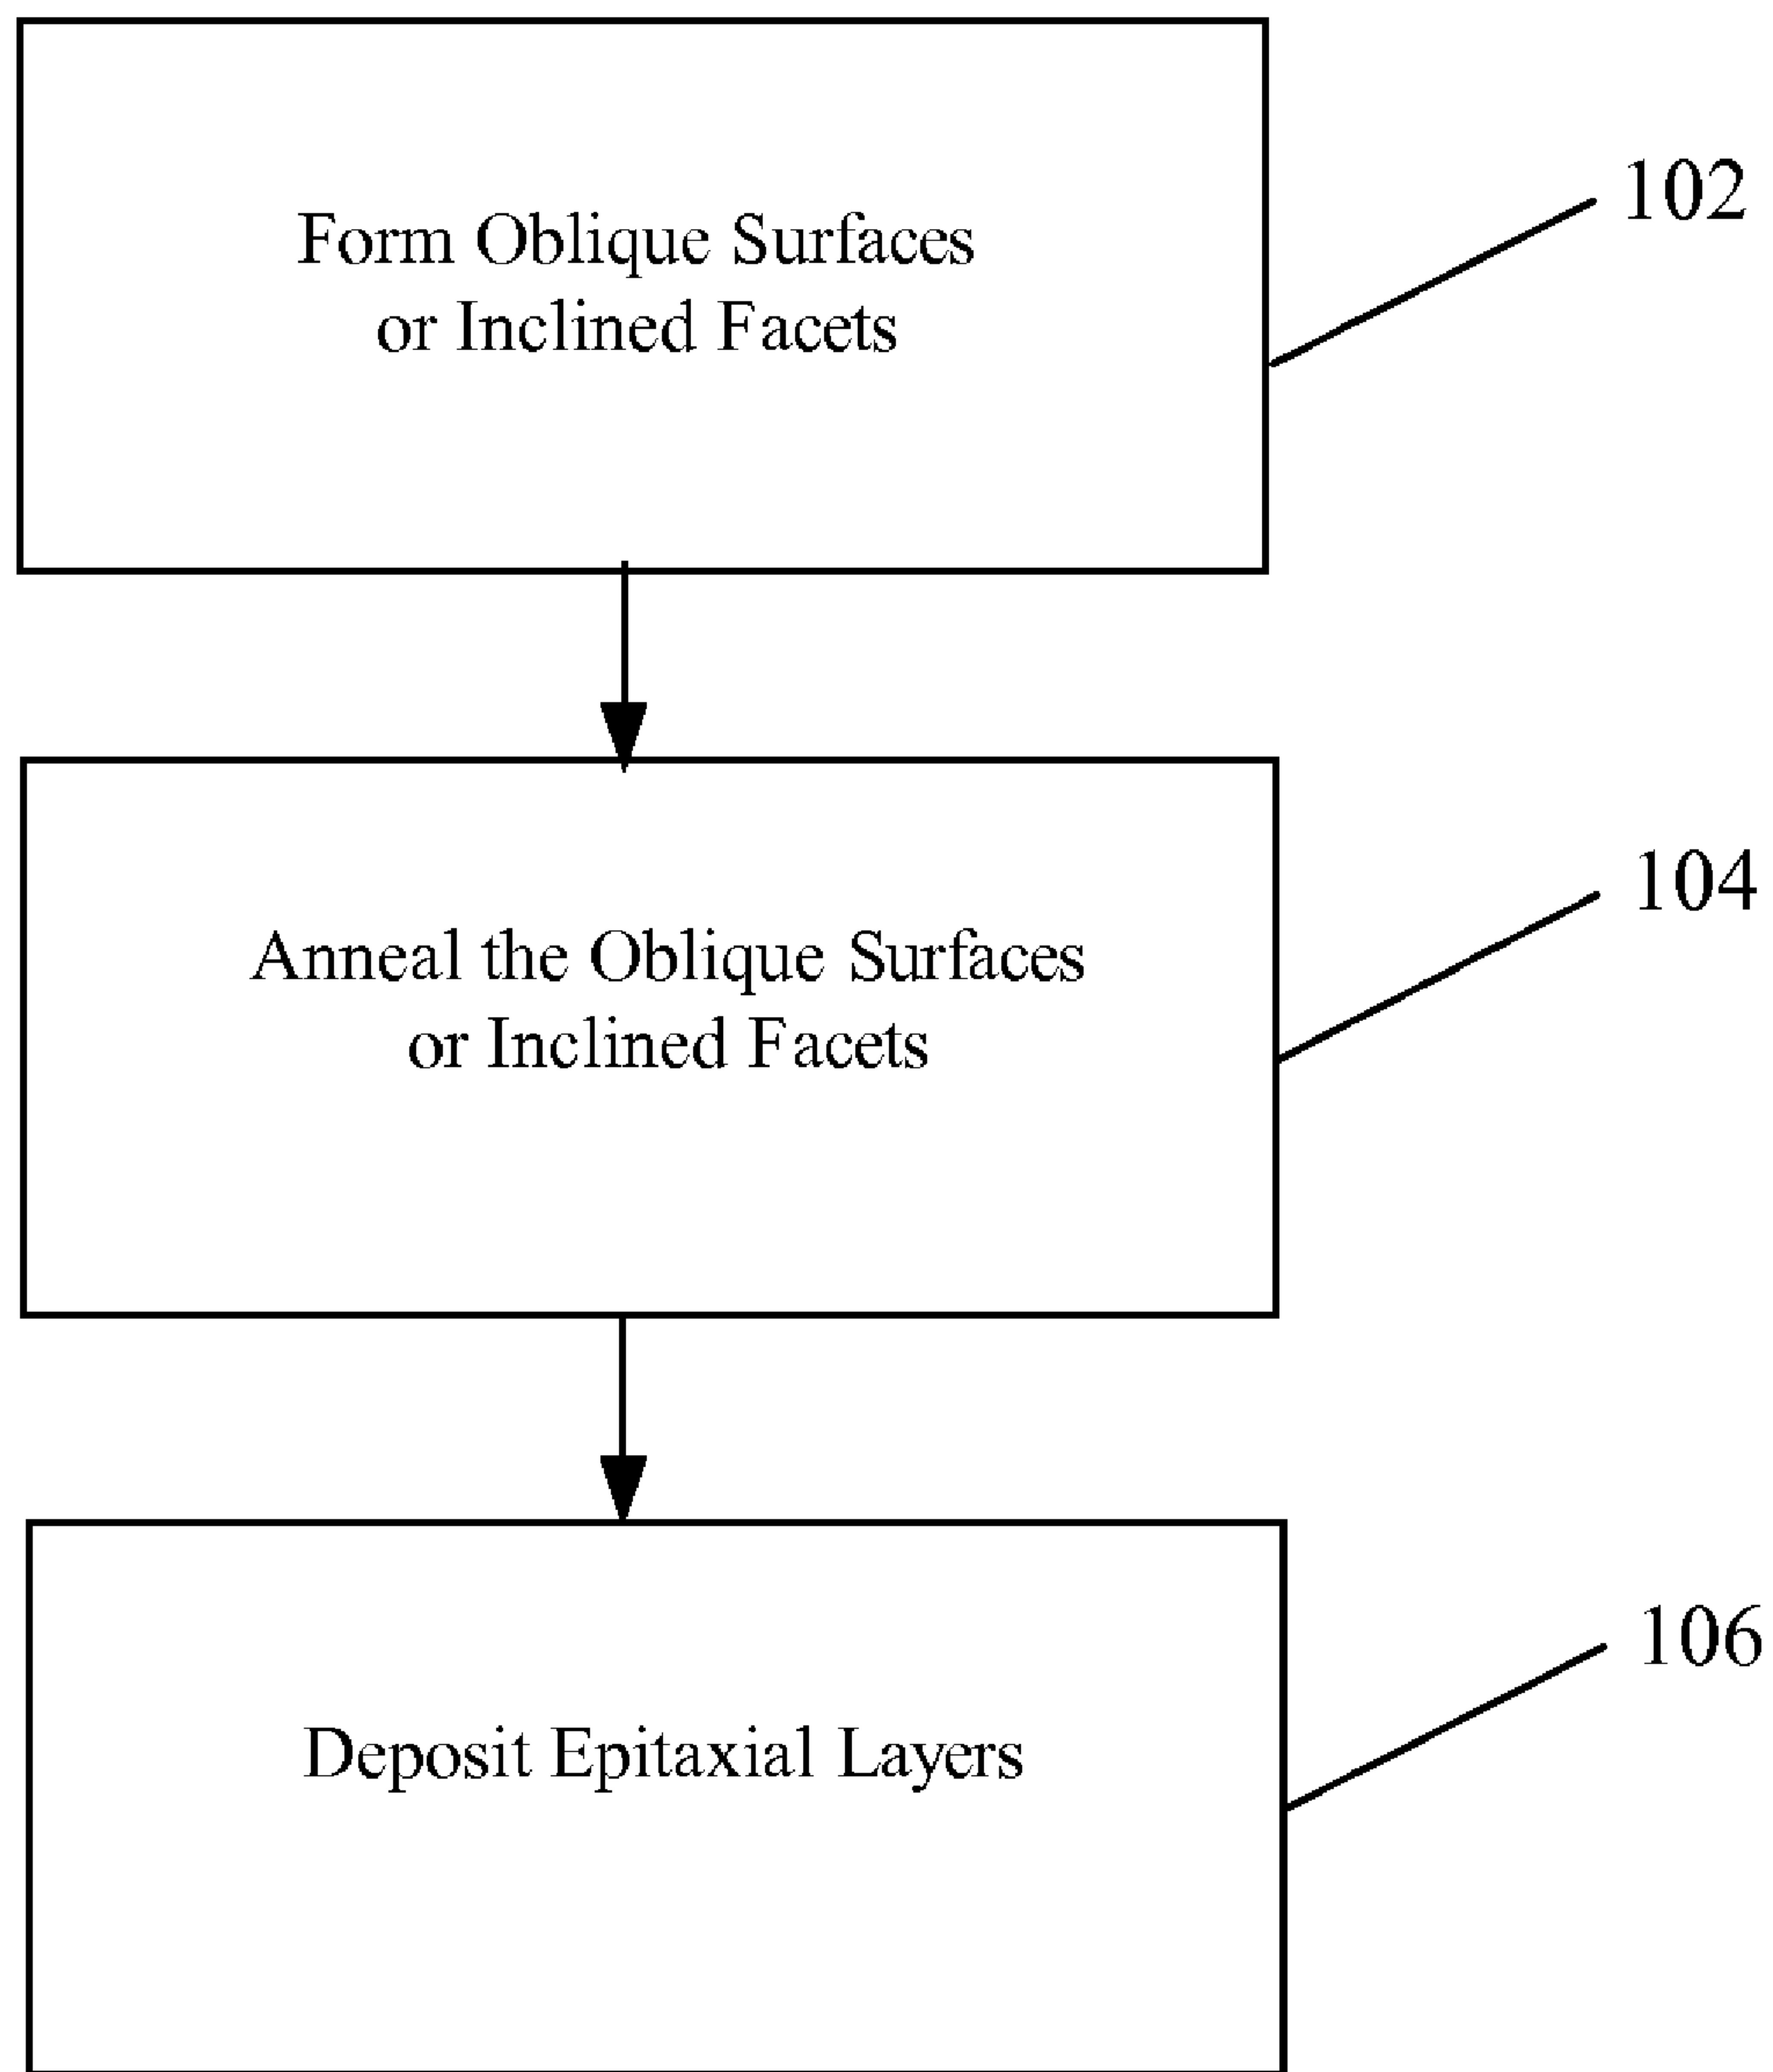 Form Oblique Surfaces
or Inclined Facets
102
Anneal the Oblique Surfaces
or Inclined Facets
104
Deposit Epitaxial Layers
106